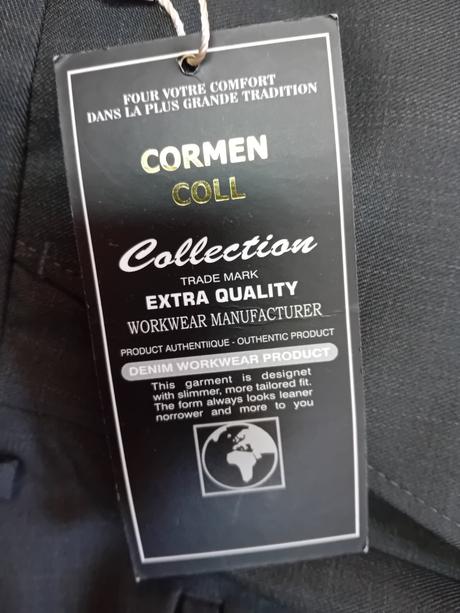 FOUR VOTRE COMFORT
DANS LA PLUS GRANDE TRADITION
CORMEN
COLL
Collection
TRADE MARK
EXTRA QUALITY
WORKWEAR MANUFACTURER
PRODUCT AUTHENTIIQUE - OUTHENTIC PRODUCT
DENIM WORKWEAR PRODUCT
This garment is designet
with slimmer, more tailored fit.
The form always looks leaner
norrower and more to you